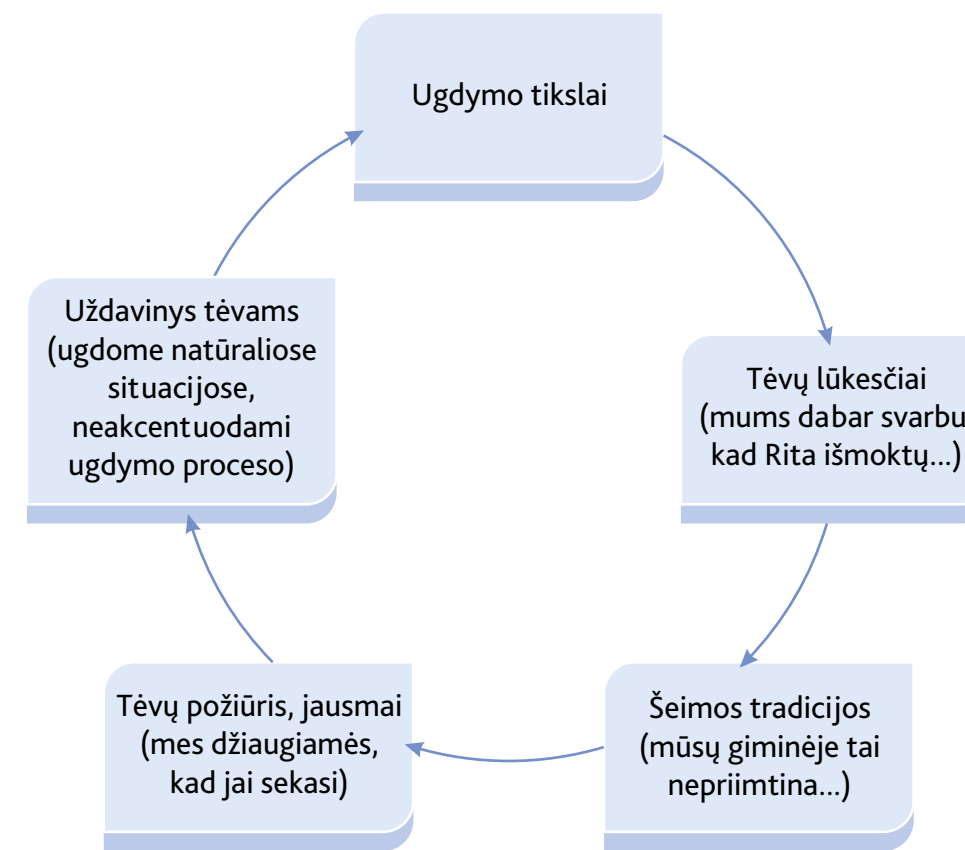 Ugdymo tikslai
Tėvų lūkesčiai
(mums dabar svarbu
kad Rita išmoktų...)
Šeimos tradicijos
(mūsų giminėje tai
nepriimtina...)
Tėvų požiūris, jausmai
(mes džiaugiamės,
kad jai sekasi)
Uždavinys tėvams
(ugdome natūraliose
situacijose,
neakcentuodami
ugdymo proceso)